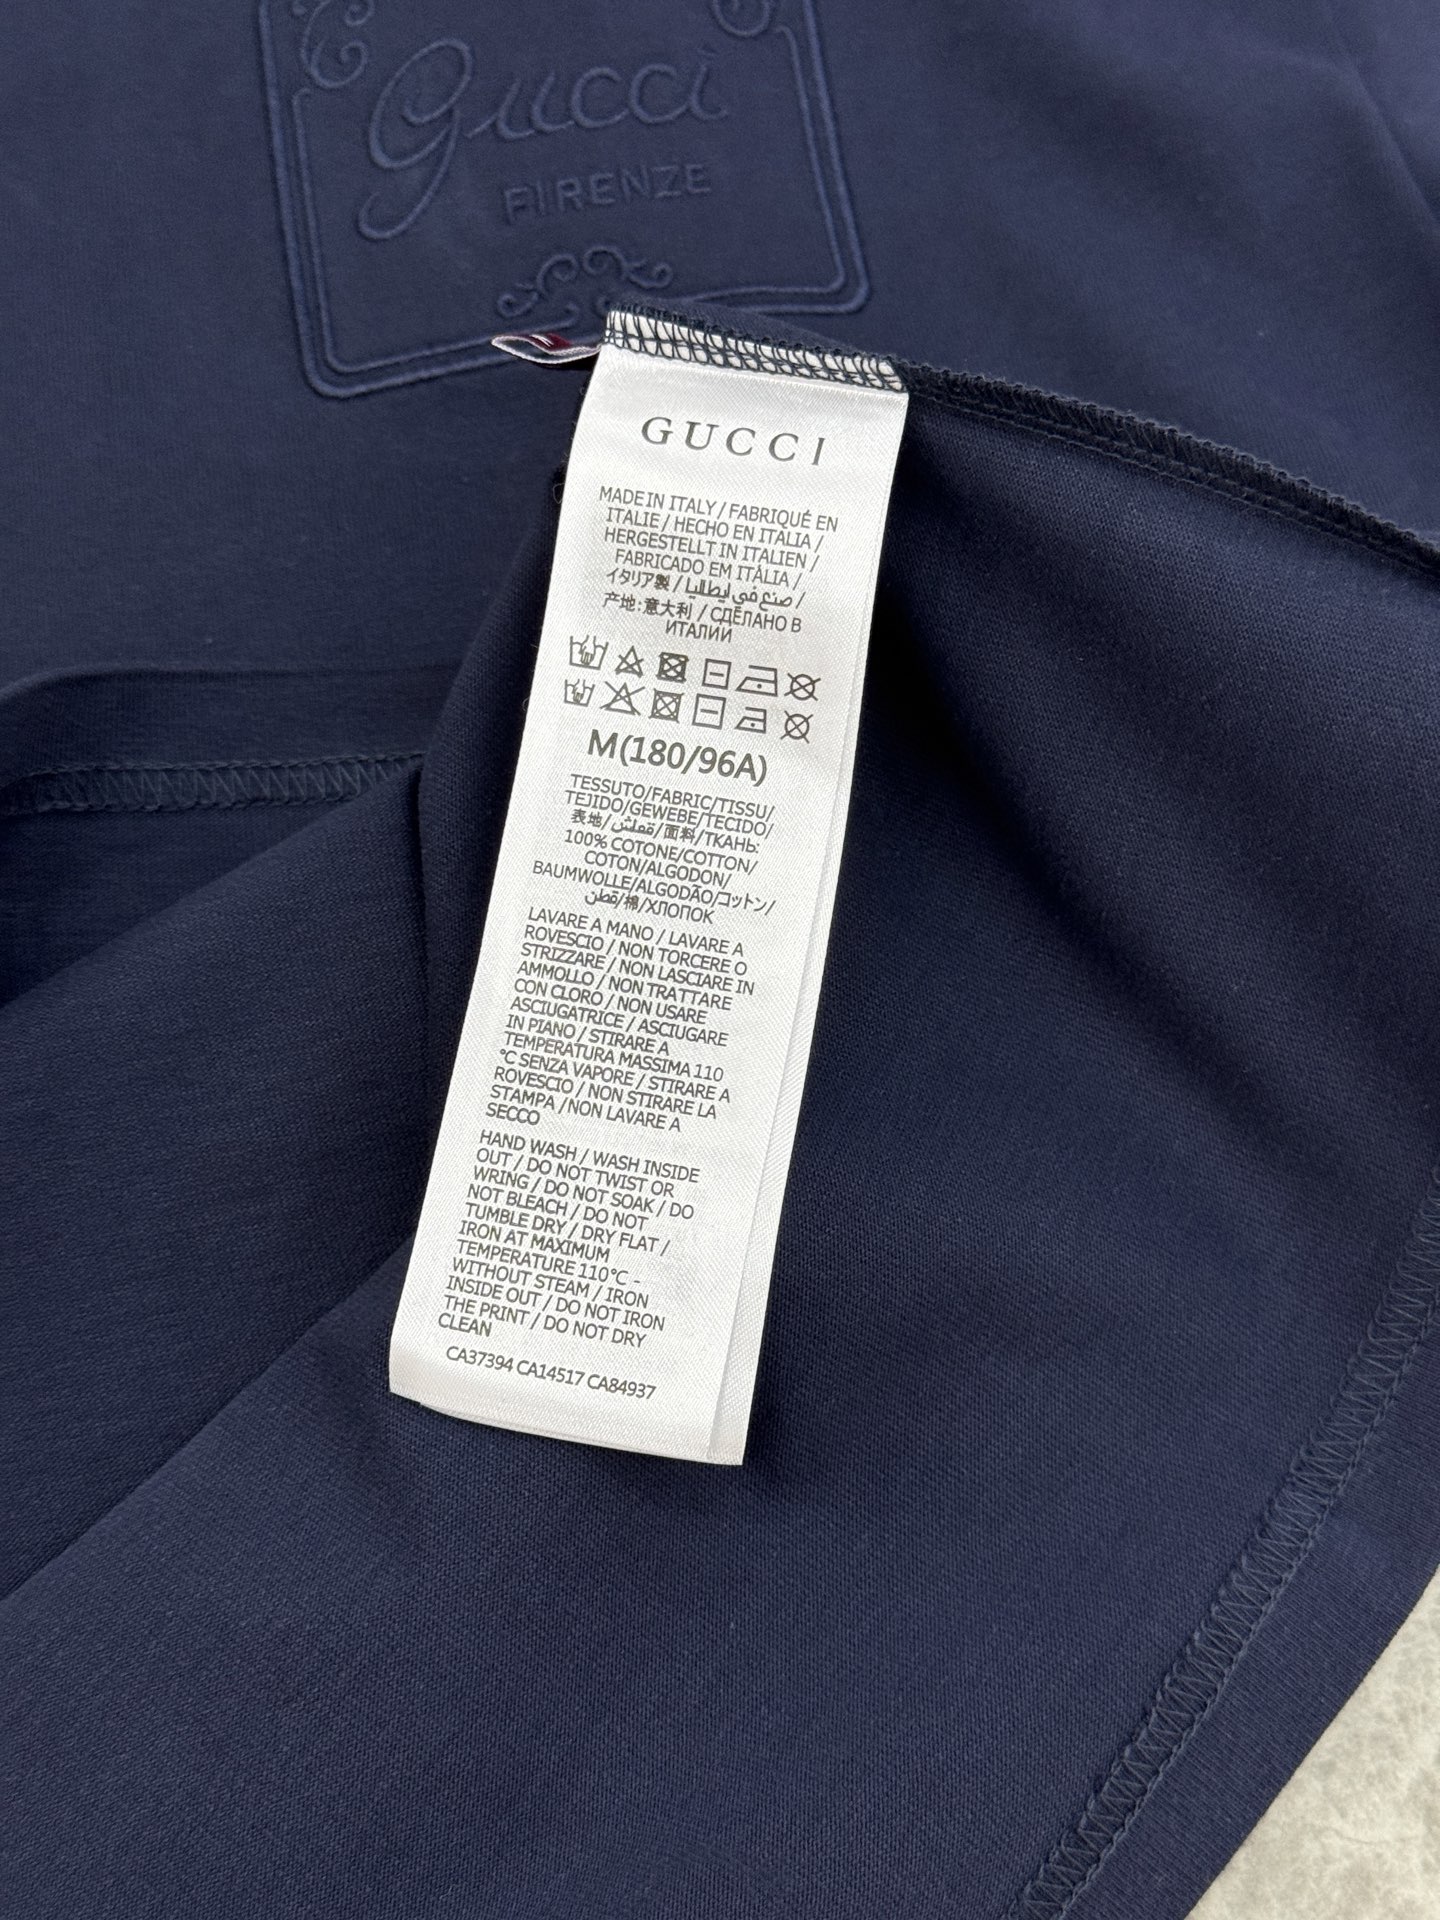 Gucci
FIRENZE
GUCCI
MADE IN ITALY / FABRIQUÉ EN
ITALIE / HECHO EN ITALIA /
HERGESTELLT IN ITALIEN /
FABRICADO EM ITÁLIA /
イタリア製 / صنع في إيطاليا /
产地:意大利 / СДЕЛАНО В
ИТАЛИИ
M(180/96A)
TESSUTO/FABRIC/TISSU/
TEJIDO/GEWEBE/TECIDO/
表地/قماش/面料/ТКАНЬ:
100% COTONE/COTTON/
COTON/ALGODON/
BAUMWOLLE/ALGODÃO/コットン/
قطن/棉/ХЛОПОК
LAVARE A MANO / LAVARE A
ROVESCIO / NON TORCERE O
STRIZZARE / NON LASCIARE IN
AMMOLLO / NON TRATTARE
CON CLORO / NON USARE
ASCIUGATRICE / ASCIUGARE
IN PIANO / STIRARE A
TEMPERATURA MASSIMA 110
°C SENZA VAPORE / STIRARE A
ROVESCIO / NON STIRARE LA
STAMPA /NON LAVARE A
SECCO
HAND WASH / WASH INSIDE
OUT / DO NOT TWIST OR
WRING / DO NOT SOAK / DO
NOT BLEACH / DO NOT
TUMBLE DRY / DRY FLAT /
IRON AT MAXIMUM
TEMPERATURE 110°C -
WITHOUT STEAM / IRON
INSIDE OUT / DO NOT IRON
THE PRINT / DO NOT DRY
CLEAN
CA37394 CA14517 CA84937